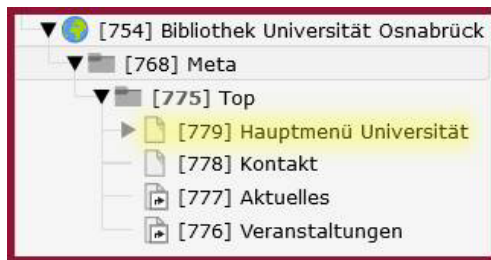 [754] Bibliothek Universität Osnabrück
[768] Meta
[775] Top
[779] Hauptmenü Universität
[778] Kontakt
[777] Aktuelles
[776] Veranstaltungen